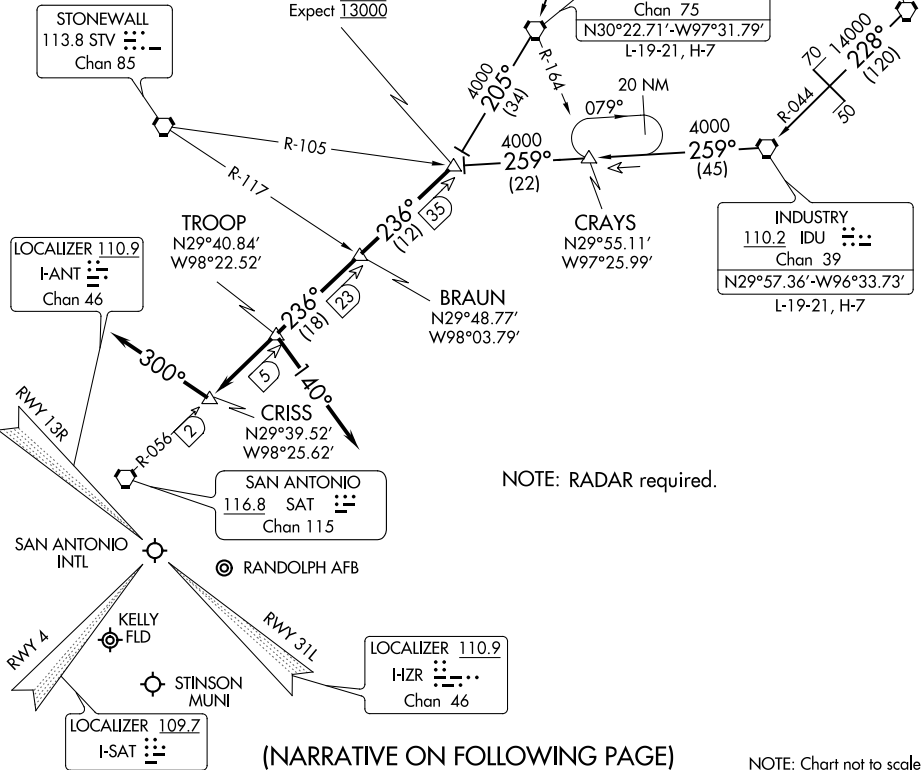 Expect 13000
STONEWALL
113.8 STV
Chan 85
Chan 75
N30°22.71'-W97°31.79'
L-19-21, H-7
4000
205°
(34)
R-164
20 NM
079°
70
14000
228°
(120)
R-044
50
R-105
R-117
4000
259°
(22)
4000
259°
(45)
CRAYS
N29°55.11'
W97°25.99'
INDUSTRY
110.2 IDU
Chan 39
N29°57.36'-W96°33.73'
L-19-21, H-7
TROOP
N29°40.84'
W98°22.52'
236°
(12)
35
LOCALIZER 110.9
I-ANT
Chan 46
BRAUN
N29°48.77'
W98°03.79'
236°
(18)
23
300°
5
140°
CRISS
N29°39.52'
W98°25.62'
RWY 13R
R-056
2
SAN ANTONIO
116.8 SAT
Chan 115
NOTE: RADAR required.
SAN ANTONIO
INTL
RANDOLPH AFB
RWY 4
KELLY
FLD
RWY 31L
STINSON
MUNI
LOCALIZER 110.9
I-IZR
Chan 46
LOCALIZER 109.7
I-SAT
(NARRATIVE ON FOLLOWING PAGE)
NOTE: Chart not to scale